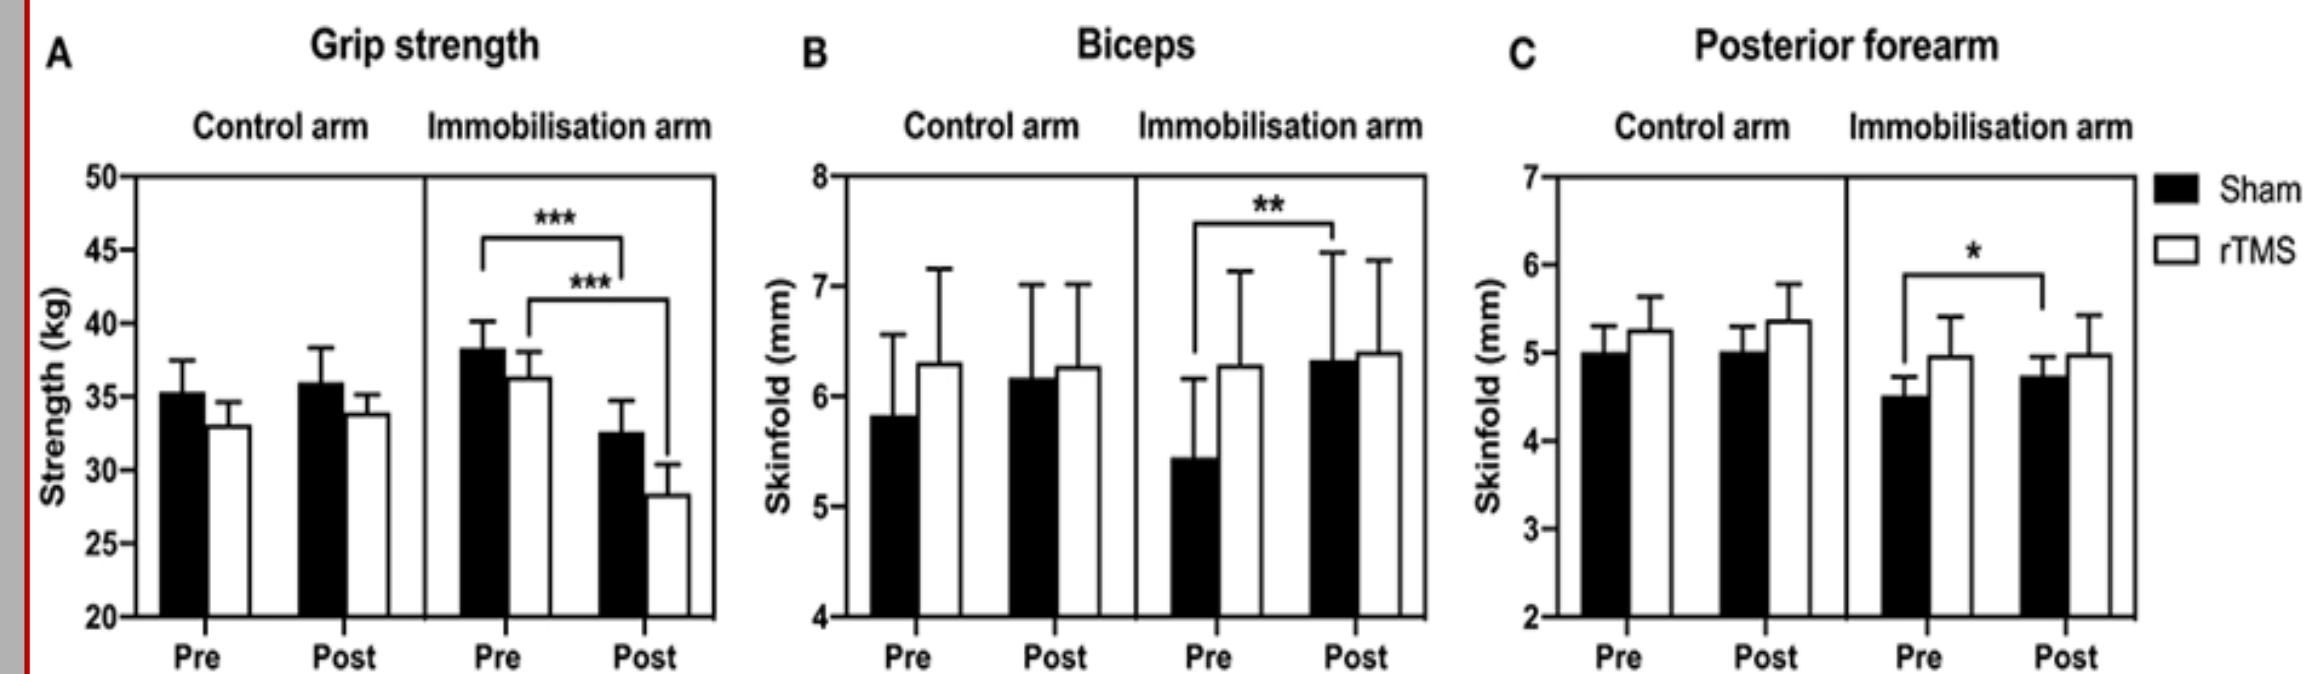 A Grip strength
Control arm Immobilisation arm
Strength (kg)
50
45
40
35
30
25
20
***
***
Pre Post Pre Post
B Biceps
Control arm Immobilisation arm
Skinfold (mm)
8
7
6
5
4
**
Pre Post Pre Post
C Posterior forearm
Control arm Immobilisation arm
Skinfold (mm)
7
6
5
4
3
2
*
Pre Post Pre Post
Sham
rTMS